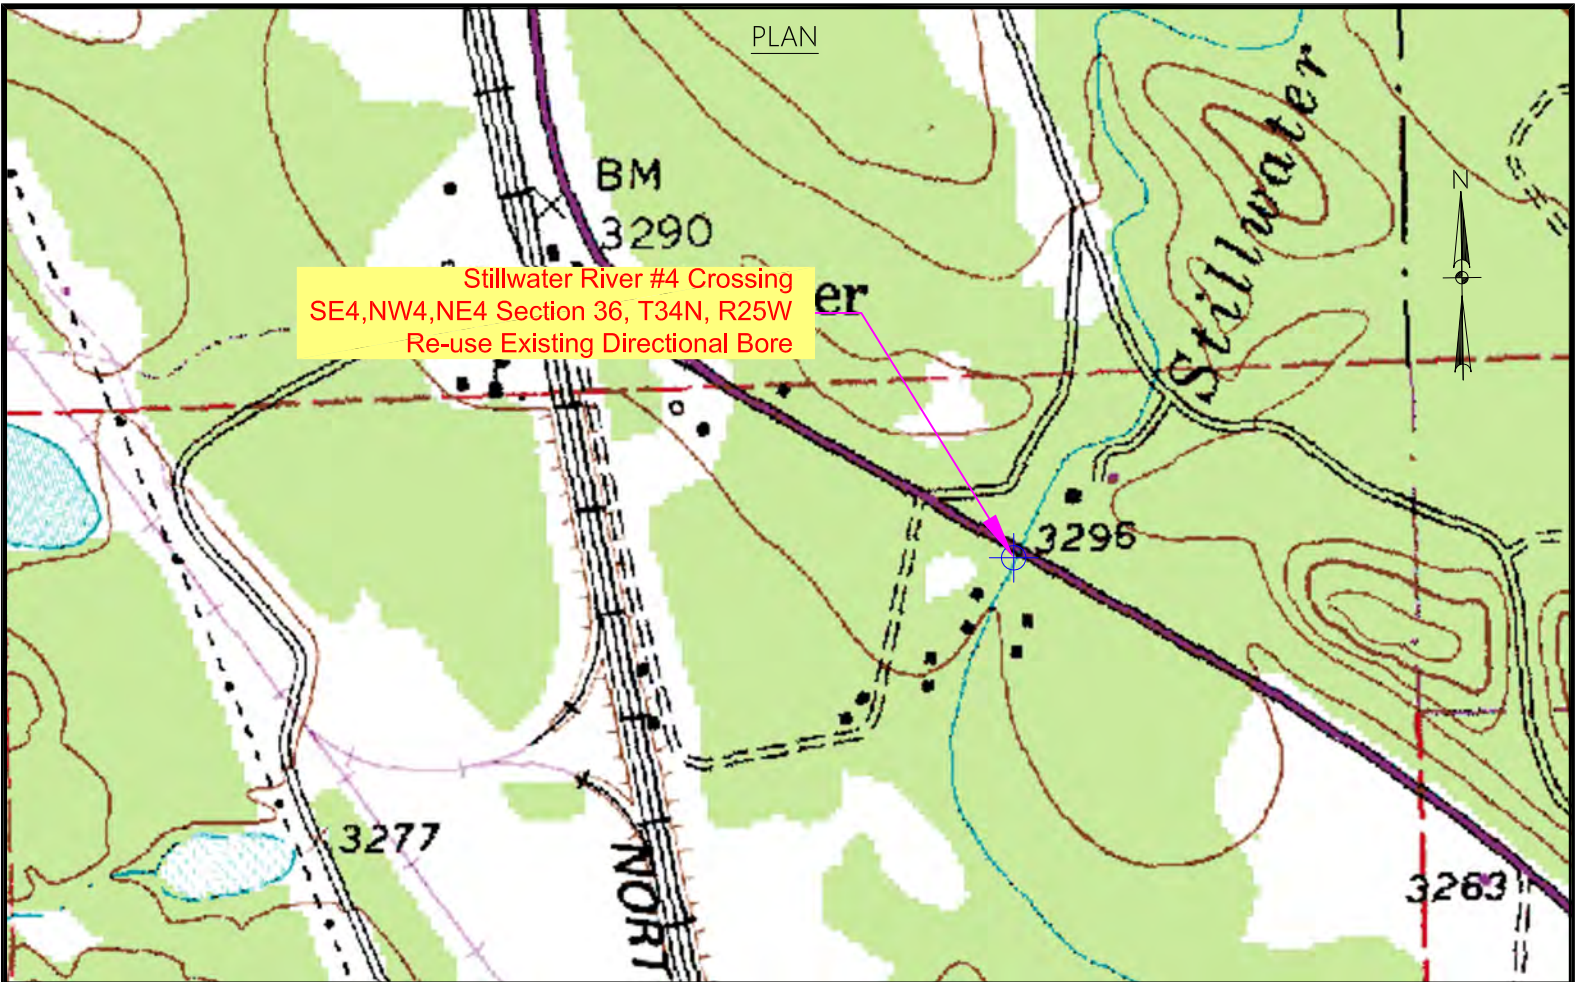 PLAN
Stillwater
N
BM
3290
Stillwater River #4 Crossing
SE4,NW4,NE4 Section 36, T34N, R25W
Re-use Existing Directional Bore
er
3296
3277
NORT
3263